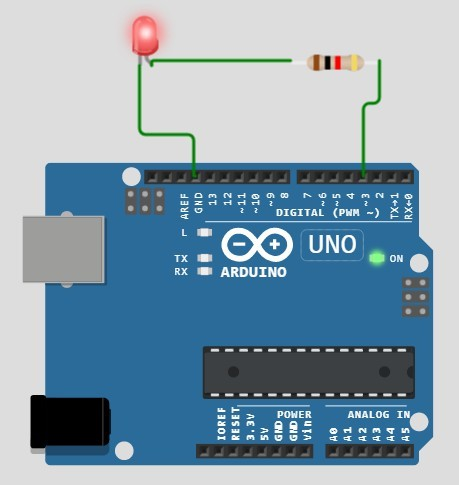 AREF
GND
13
12
~11
~10
~9
8
7
~6
~5
4
~3
2
TX→1
RX←0
DIGITAL (PWM ~)
L
TX
RX
UNO
ON
ARDUINO
POWER
ANALOG IN
IOREF
RESET
3.3V
5V
GND
GND
Vin
A0
A1
A2
A3
A4
A5